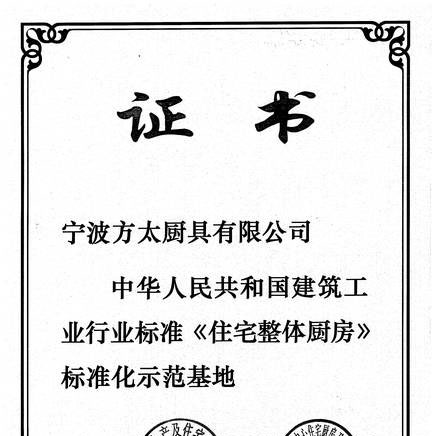 证书
宁波方太厨具有限公司
中华人民共和国建筑工
业行业标准《住宅整体厨房》
标准化示范基地